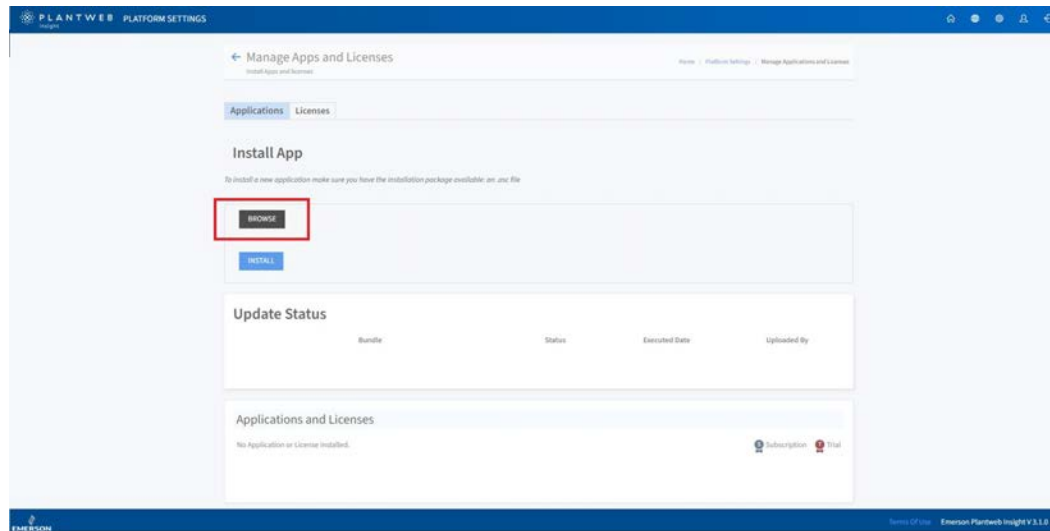 PLANTWEB PLATFORM SETTINGS
Insight
Manage Apps and Licenses
Install Apps and licenses
Home | Platform Settings | Manage Applications and Licenses
Applications Licenses
Install App
To install a new application make sure you have the installation package available: an .esc file
BROWSE
INSTALL
Update Status
Bundle Status Executed Date Uploaded By
Applications and Licenses
No Application or License Installed.
S Subscription T Trial
EMERSON
Terms Of Use Emerson Plantweb Insight V 3.1.0